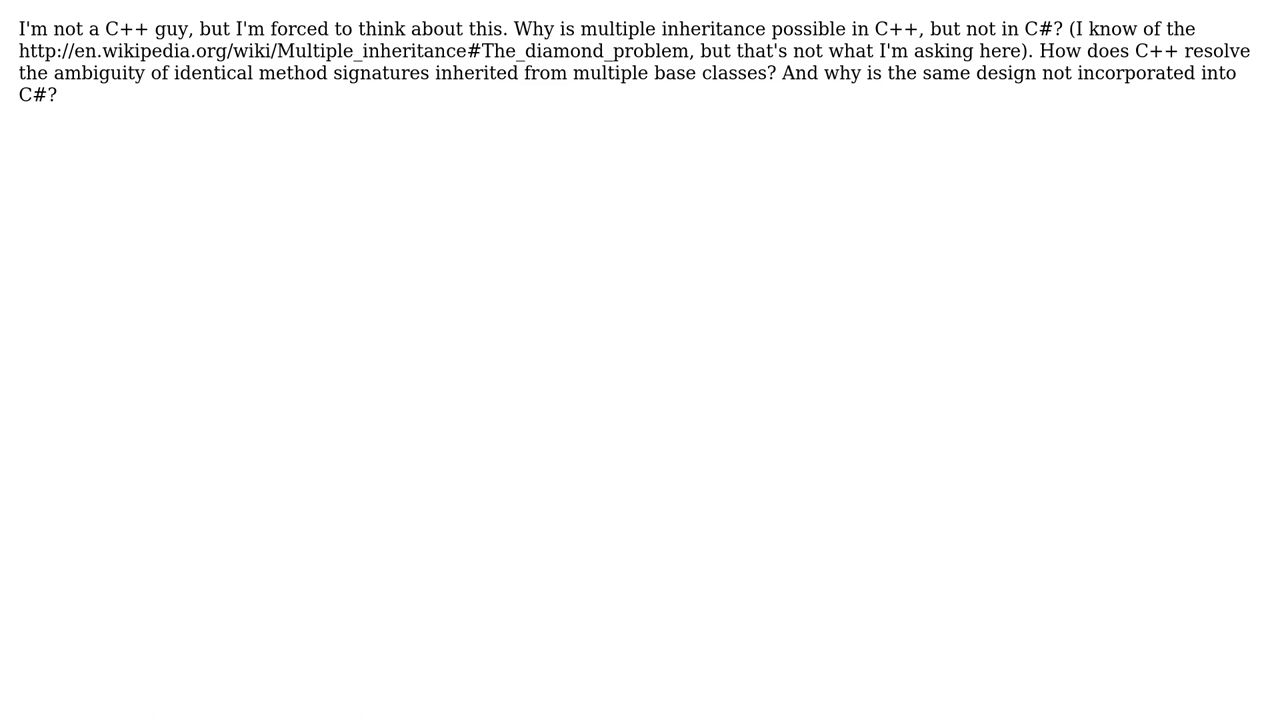 I'm not a C++ guy, but I'm forced to think about this. Why is multiple inheritance possible in C++, but not in C#? (I know of the
http://en.wikipedia.org/wiki/Multiple_inheritance#The_diamond_problem, but that's not what I'm asking here). How does C++ resolve
the ambiguity of identical method signatures inherited from multiple base classes? And why is the same design not incorporated into
C#?